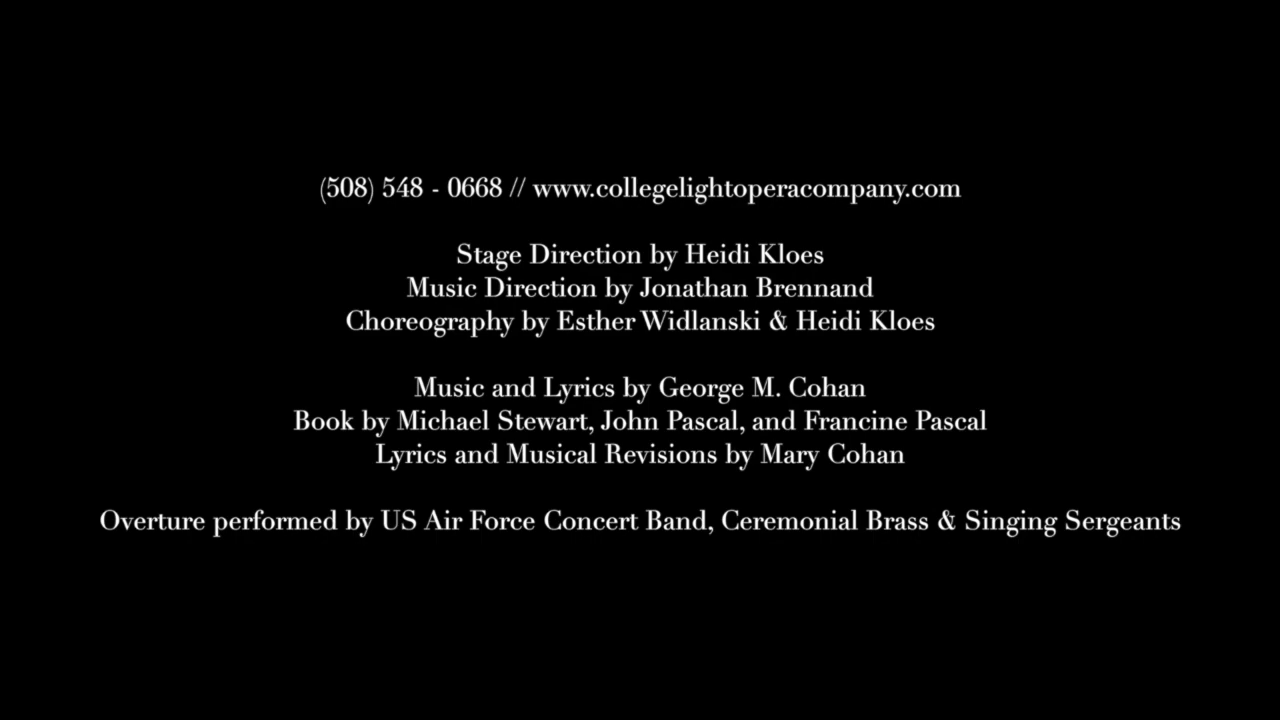 (508) 548 - 0668 // www.collegelightoperacompany.com
Stage Direction by Heidi Kloes
Music Direction by Jonathan Brennand
Choreography by Esther Widlanski & Heidi Kloes
Music and Lyrics by George M. Cohan
Book by Michael Stewart, John Pascal, and Francine Pascal
Lyrics and Musical Revisions by Mary Cohan
Overture performed by US Air Force Concert Band, Ceremonial Brass & Singing Sergeants